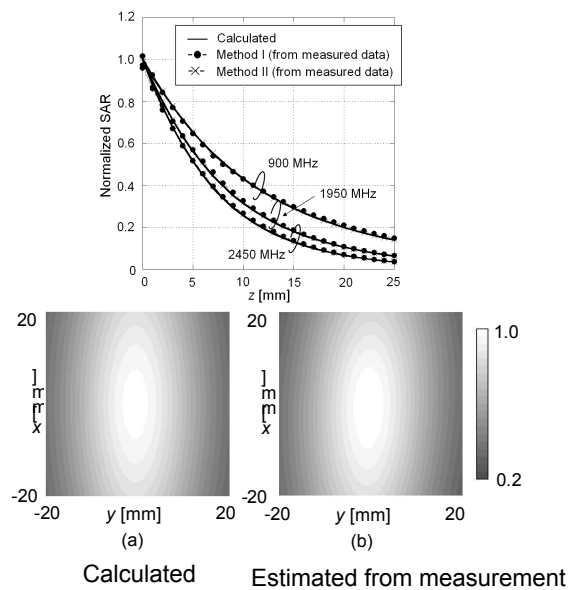 1.2
1.0
0.8
0.6
0.4
0.2
0
Normalized SAR
Calculated
Method I (from measured data)
Method II (from measured data)
900 MHz
1950 MHz
2450 MHz
0 5 10 15 20 25
z [mm]
20
x [mm]
-20
-20 y [mm] 20
(a)
Calculated
20
x [mm]
-20
-20 y [mm] 20
(b)
Estimated from measurement
1.0
0.2